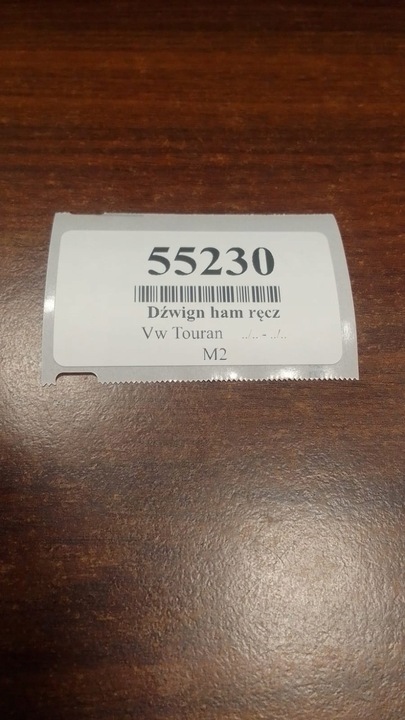 55230
Dźwign ham ręcz
Vw Touran ../.. - ../..
M2